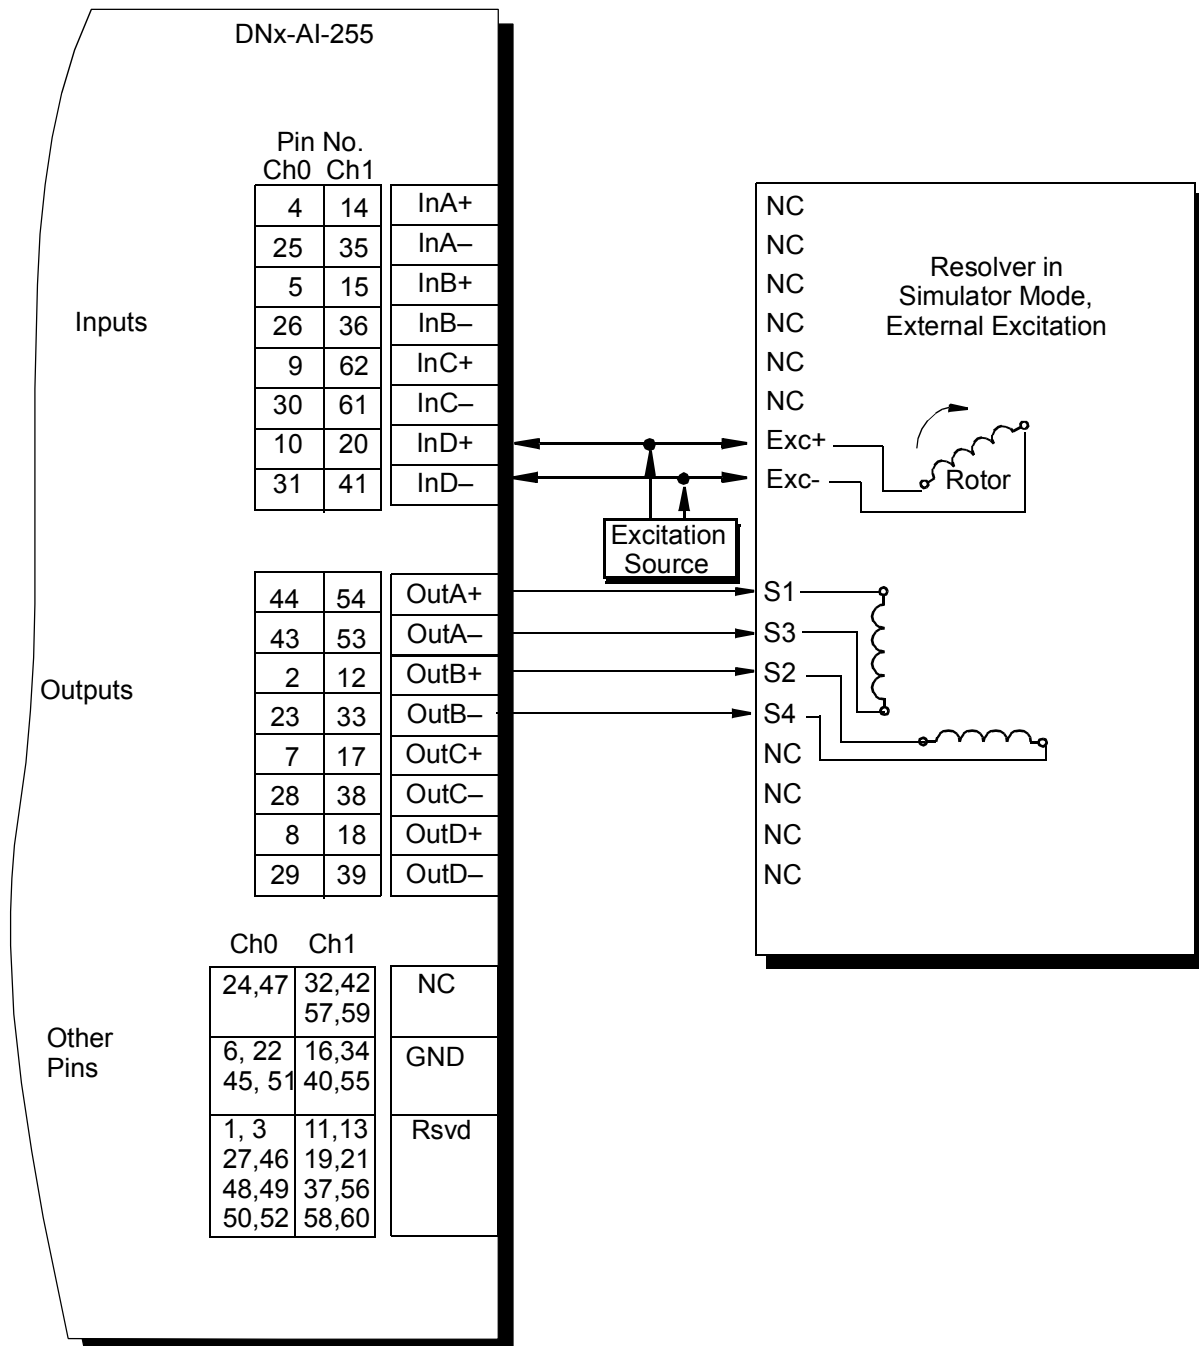 DNx-AI-255
Pin No.
Ch0 Ch1
Inputs
4 14 InA+
25 35 InA–
5 15 InB+
26 36 InB–
9 62 InC+
30 61 InC–
10 20 InD+
31 41 InD–
Outputs
44 54 OutA+
43 53 OutA–
2 12 OutB+
23 33 OutB–
7 17 OutC+
28 38 OutC–
8 18 OutD+
29 39 OutD–
Ch0 Ch1
Other
Pins
24,47 32,42 NC
57,59
6, 22 16,34 GND
45, 51 40,55
1, 3 11,13 Rsvd
27,46 19,21
48,49 37,56
50,52 58,60
Excitation
Source
Resolver in
Simulator Mode,
External Excitation
NC
NC
NC
NC
NC
NC
Exc+
Exc-
Rotor
S1
S3
S2
S4
NC
NC
NC
NC